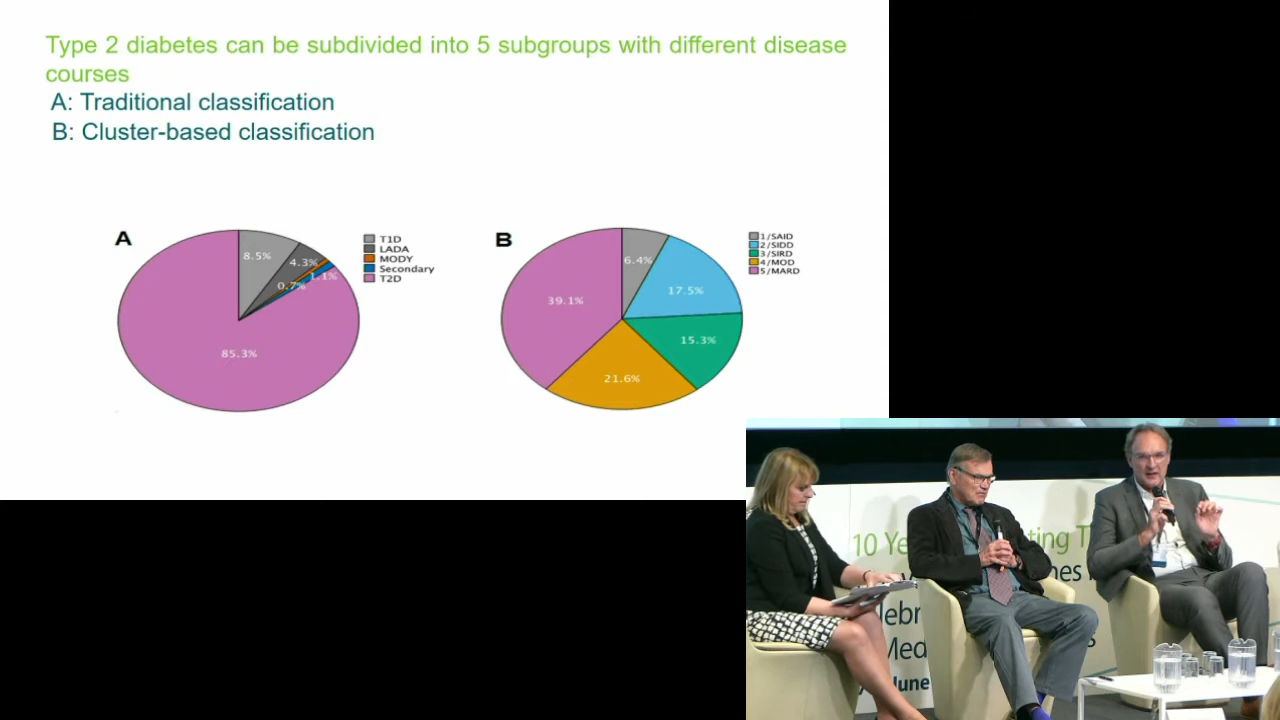 Type 2 diabetes can be subdivided into 5 subgroups with different disease
courses
A: Traditional classification
B: Cluster-based classification
A
8.5%
4.3%
1.1%
0.7%
85.3%
T1D
LADA
MODY
Secondary
T2D
B
6.4%
17.5%
39.1%
15.3%
21.6%
1/SAID
2/SIDD
3/SIRD
4/MOD
5/MARD
10 Ye
ting T
nes
lebr
Med
June